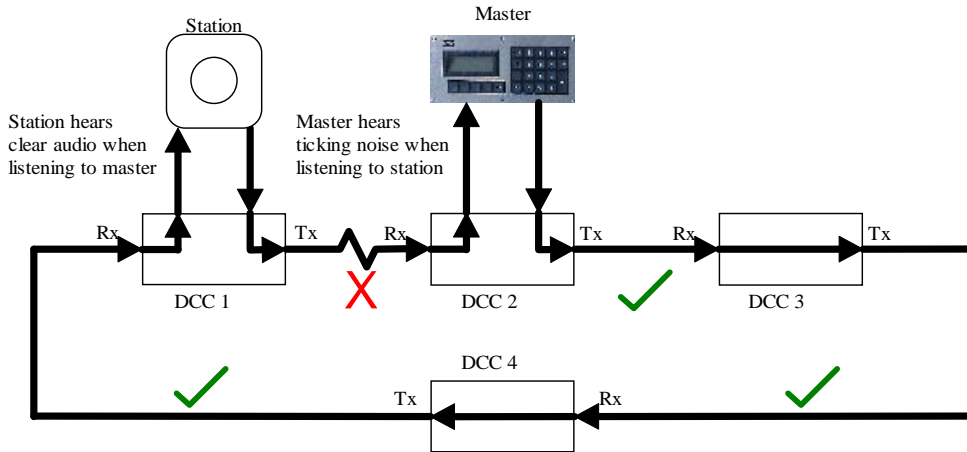 Station
Master
Station hears
clear audio when
listening to master
Master hears
ticking noise when
listening to station
Rx
Tx
Rx
Tx
Rx
Tx
X
DCC 1
DCC 2
DCC 3
DCC 4
Tx
Rx